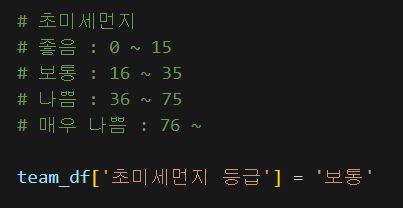 # 초미세먼지
# 좋음 : 0 ~ 15
# 보통 : 16 ~ 35
# 나쁨 : 36 ~ 75
# 매우 나쁨 : 76 ~
team_df['초미세먼지 등급'] = '보통'